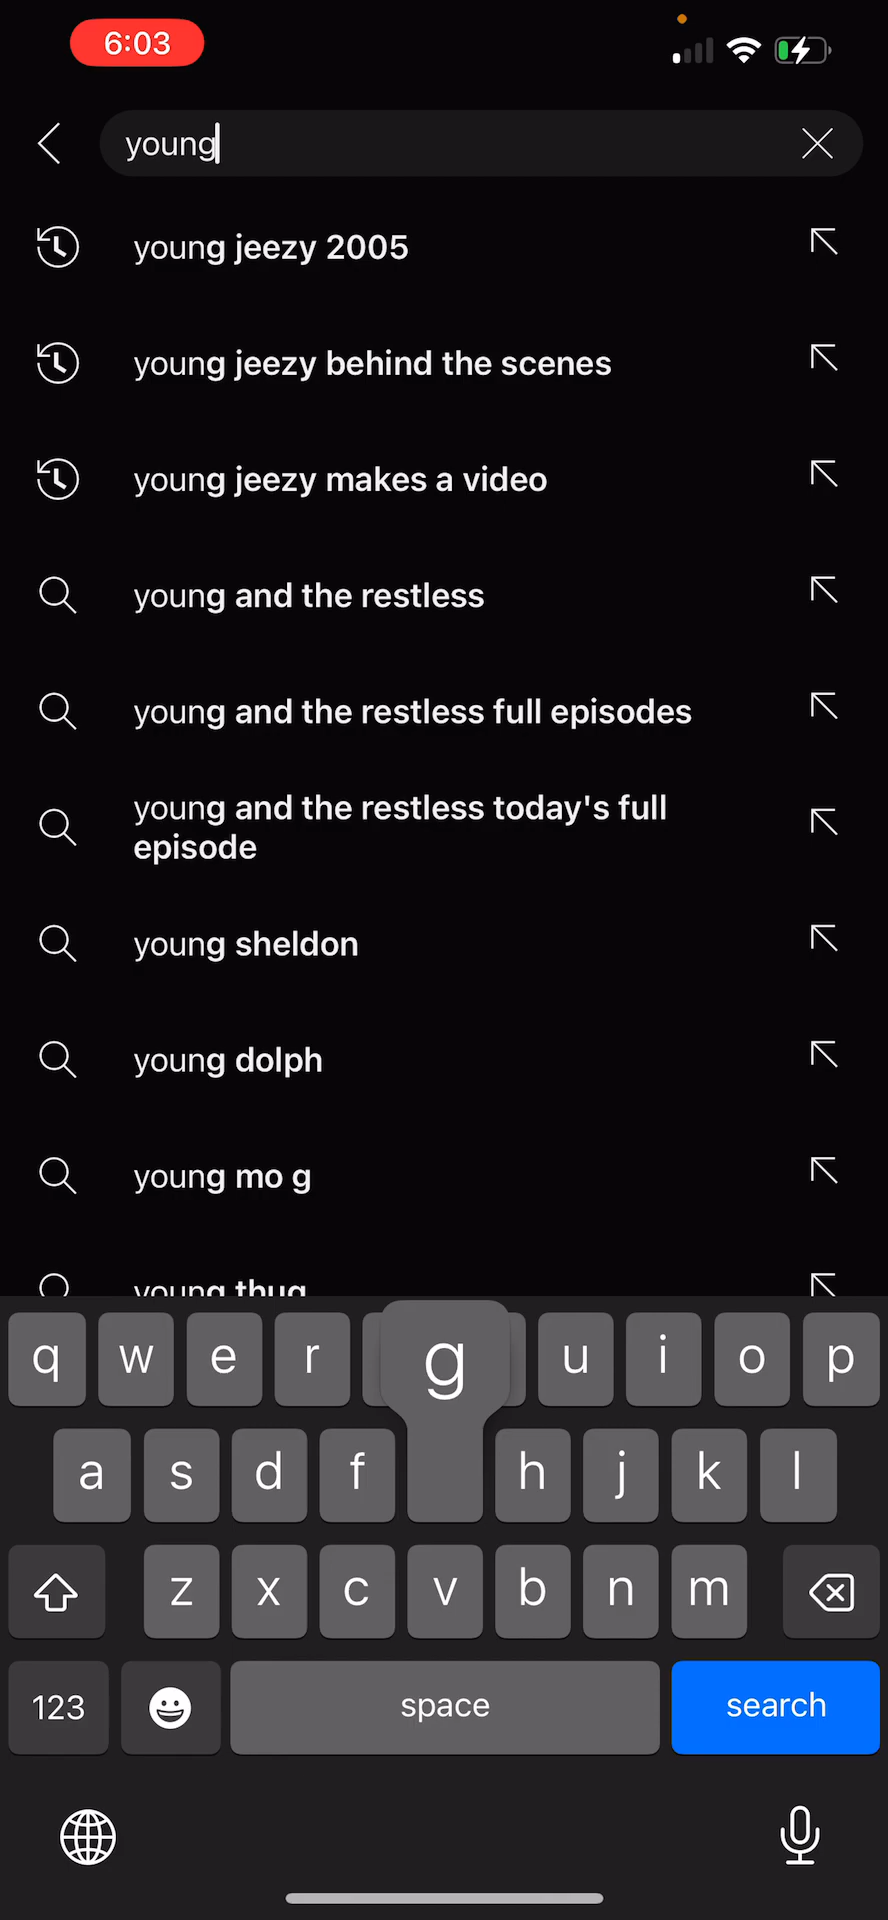 6:03
young
young jeezy 2005
young jeezy behind the scenes
young jeezy makes a video
young and the restless
young and the restless full episodes
young and the restless today's full
episode
young sheldon
young dolph
young mo g
young thug
q w e r g u i o p
a s d f h j k l
z x c v b n m
123 space search